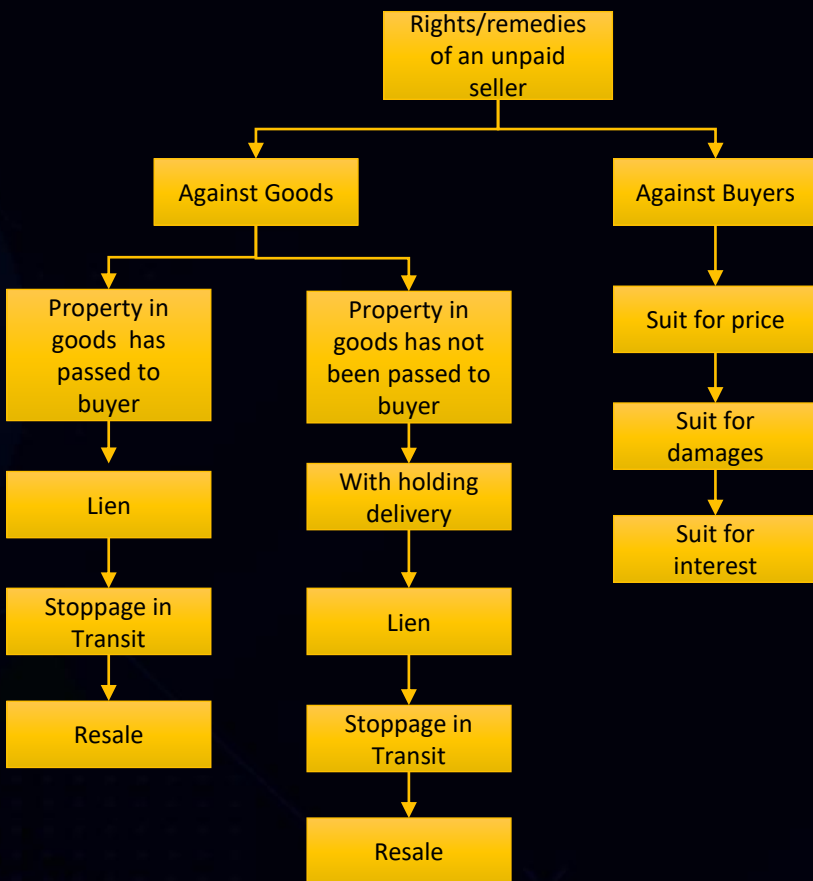 Rights/remedies
of an unpaid
seller
Against Goods
Against Buyers
Property in
goods has
passed to
buyer
Property in
goods has not
been passed to
buyer
Suit for price
Lien
With holding
delivery
Suit for
damages
Stoppage in
Transit
Lien
Suit for
interest
Resale
Stoppage in
Transit
Resale